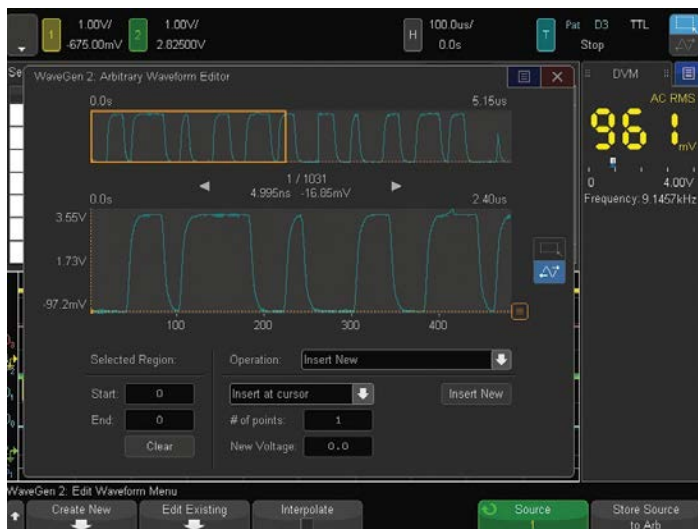 1 1.00V/ -675.00mV
2 1.00V/ 2.82500V
H 100.0us/ 0.0s
T Pat D3 TTL
Stop
Se
WaveGen 2: Arbitrary Waveform Editor
DVM
0.0s 5.15us
AC RMS
961 mV
1 / 1031
4.995ns -16.85mV
0 4.00V
Frequency: 9.1457kHz
0.0s 2.40us
3.55V
1.73V
-97.2mV
100 200 300 400
Selected Region:
Operation: Insert New
Start: 0
Insert at cursor
Insert New
End: 0
# of points: 1
Clear
New Voltage: 0.0
WaveGen 2: Edit Waveform Menu
Create New
Edit Existing
Interpolate
Source
1
Store Source
to Arb